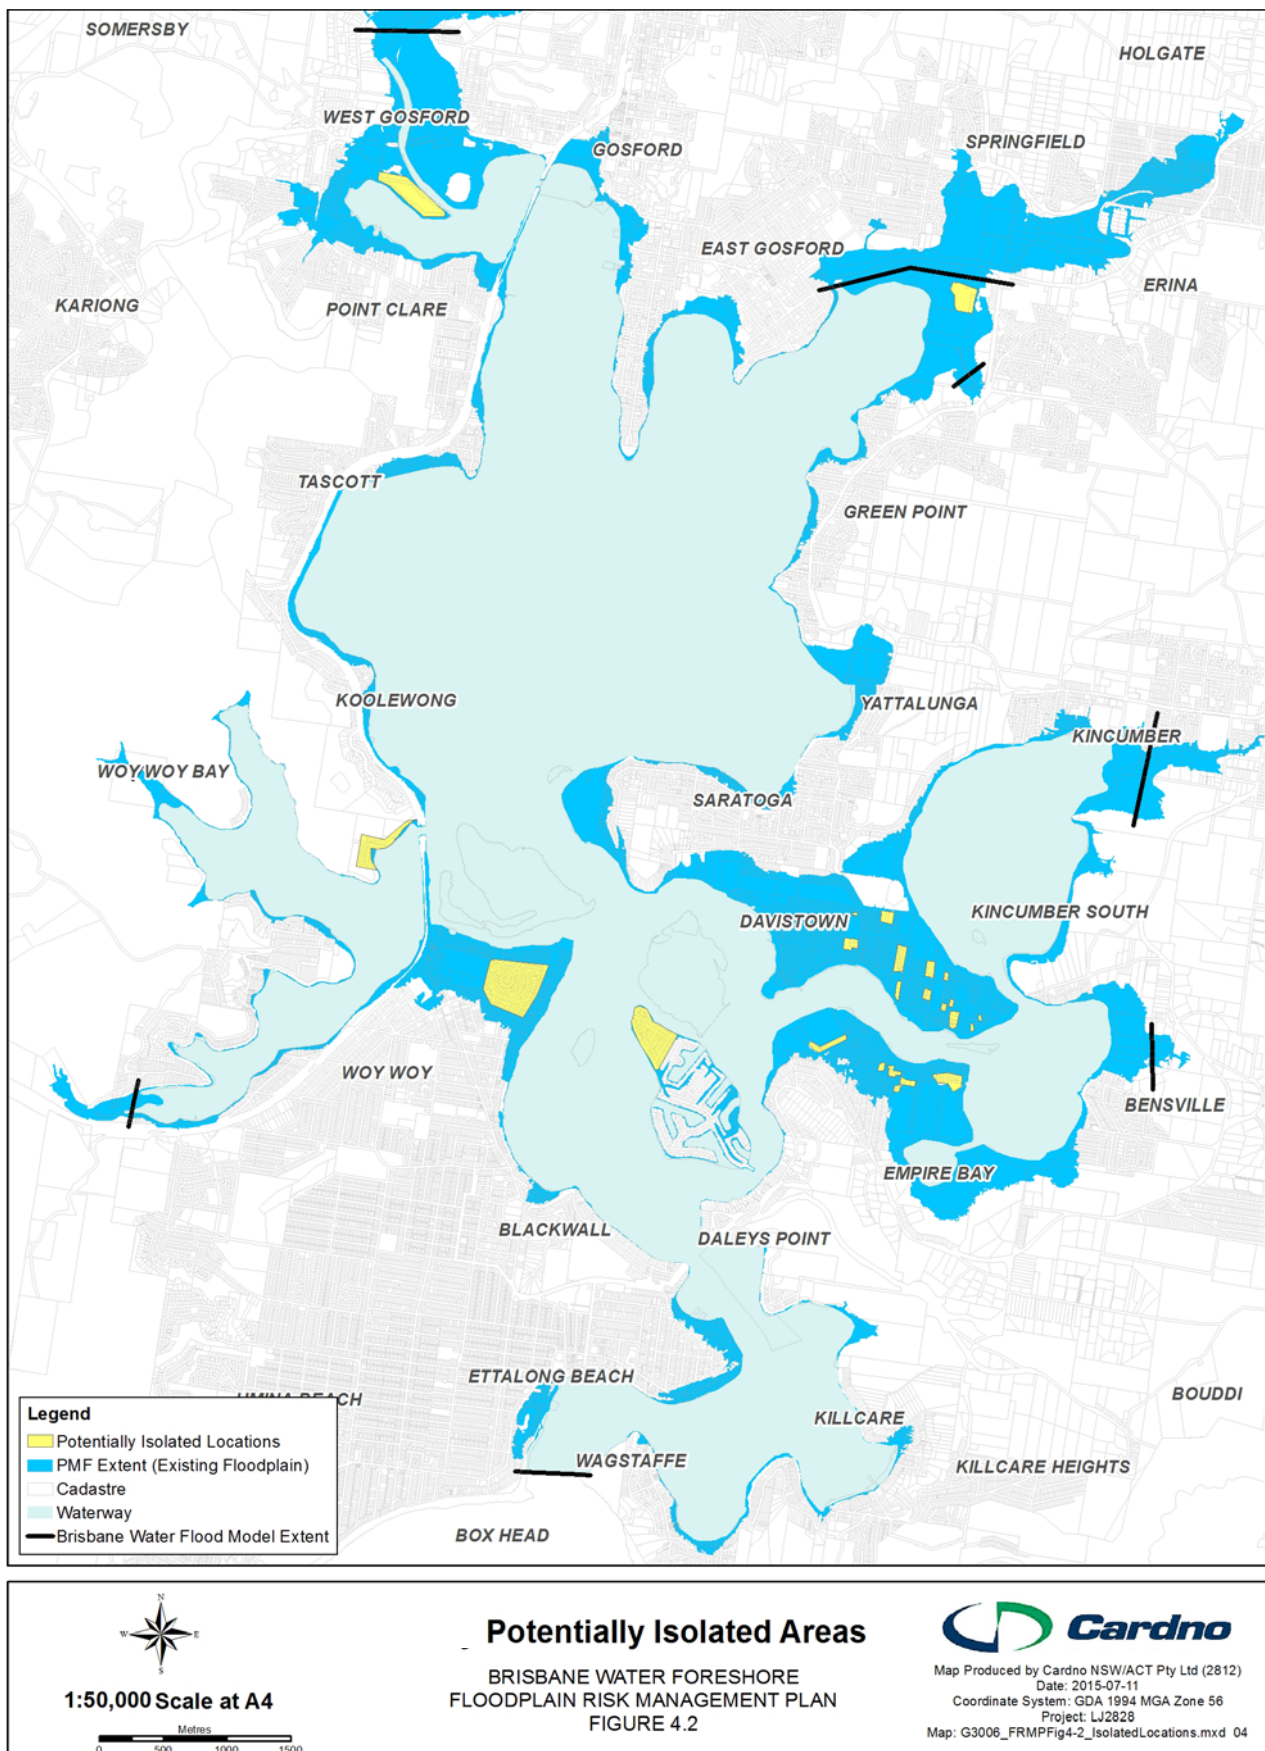 SOMERSBY
HOLGATE
WEST GOSFORD
GOSFORD
SPRINGFIELD
EAST GOSFORD
ERINA
KARIONG
POINT CLARE
TASCOTT
GREEN POINT
KOOLEWONG
YATTALUNGA
KINCUMBER
WOY WOY BAY
SARATOGA
DAVISTOWN
KINCUMBER SOUTH
WOY WOY
BENSVILLE
EMPIRE BAY
BLACKWALL
DALEYS POINT
ETTALONG BEACH
UMINA BEACH
BOUDDI
KILLCARE
WAGSTAFFE
KILLCARE HEIGHTS
BOX HEAD
Legend
Potentially Isolated Locations
PMF Extent (Existing Floodplain)
Cadastre
Waterway
Brisbane Water Flood Model Extent
N
W E
S
1:50,000 Scale at A4
Metres
0 500 1000 1500
Potentially Isolated Areas
BRISBANE WATER FORESHORE
FLOODPLAIN RISK MANAGEMENT PLAN
FIGURE 4.2
Cardno
Map Produced by Cardno NSW/ACT Pty Ltd (2812)
Date: 2015-07-11
Coordinate System: GDA 1994 MGA Zone 56
Project: LJ2828
Map: G3006_FRMPFig4-2_IsolatedLocations.mxd 04